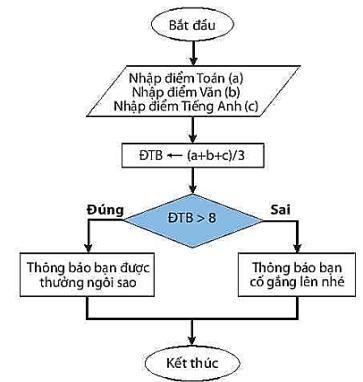 Bắt đầu
Nhập điểm Toán (a)
Nhập điểm Văn (b)
Nhập điểm Tiếng Anh (c)
ĐTB ← (a+b+c)/3
Đúng
ĐTB > 8
Sai
Thông báo bạn được
thưởng ngôi sao
Thông báo bạn
cố gắng lên nhé
Kết thúc